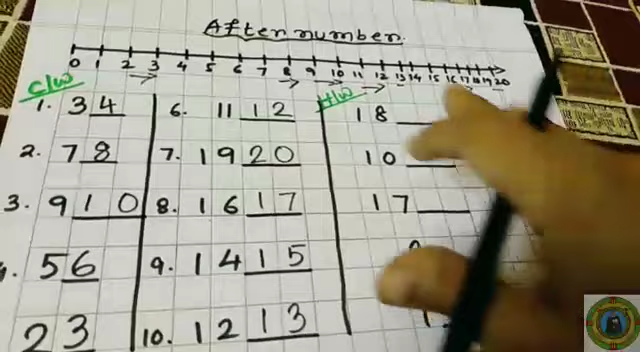 After number
0 1 2 3 4 5 6 7 8 9 10 11 12 13 14 15 16 17 18 19 20
C/W
H/W
1. 3 4
6. 11 12
18
2. 7 8
7. 19 20
10
3. 9 10
8. 16 17
17
5 6
9. 14 15
2 3
10. 12 13